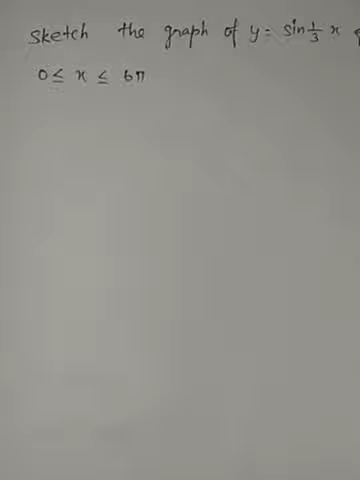 Sketch the graph of y = sin 1/3 x
0 ≤ x ≤ 6π